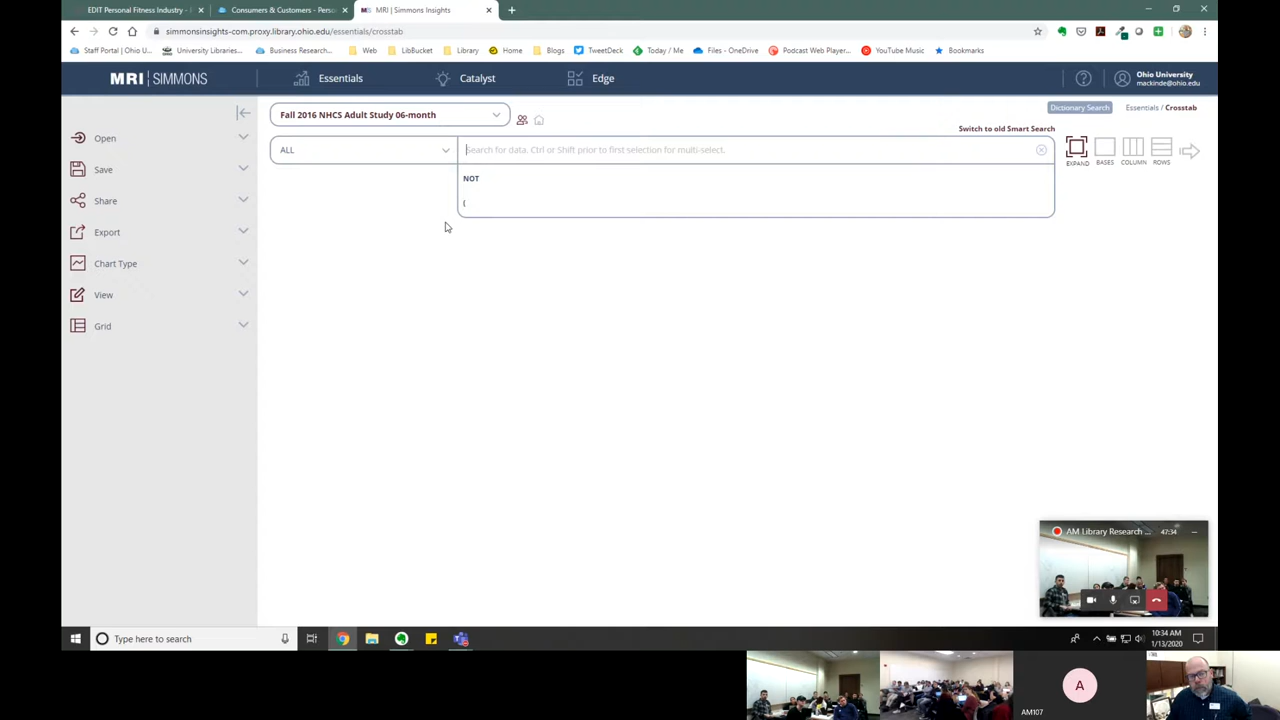 EDIT Personal Fitness Industry -
Consumers & Customers - Perso
MRI | Simmons Insights
simmonsinsights-com.proxy.library.ohio.edu/essentials/crosstab
Staff Portal | Ohio U... University Libraries... Business Research... Web LibBucket Library Home Blogs TweetDeck Today / Me Files - OneDrive Podcast Web Player... YouTube Music Bookmarks
MRI | SIMMONS Essentials Catalyst Edge
Ohio University
mackinde@ohio.edu
Fall 2016 NHCS Adult Study 06-month
Dictionary Search Essentials / Crosstab
Switch to old Smart Search
Open
ALL Search for data. Ctrl or Shift prior to first selection for multi-select.
EXPAND BASES COLUMN ROWS
Save
NOT
Share
(
Export
Chart Type
View
Grid
AM Library Research ... 47:34
Type here to search
10:34 AM
1/13/2020
A
AM107